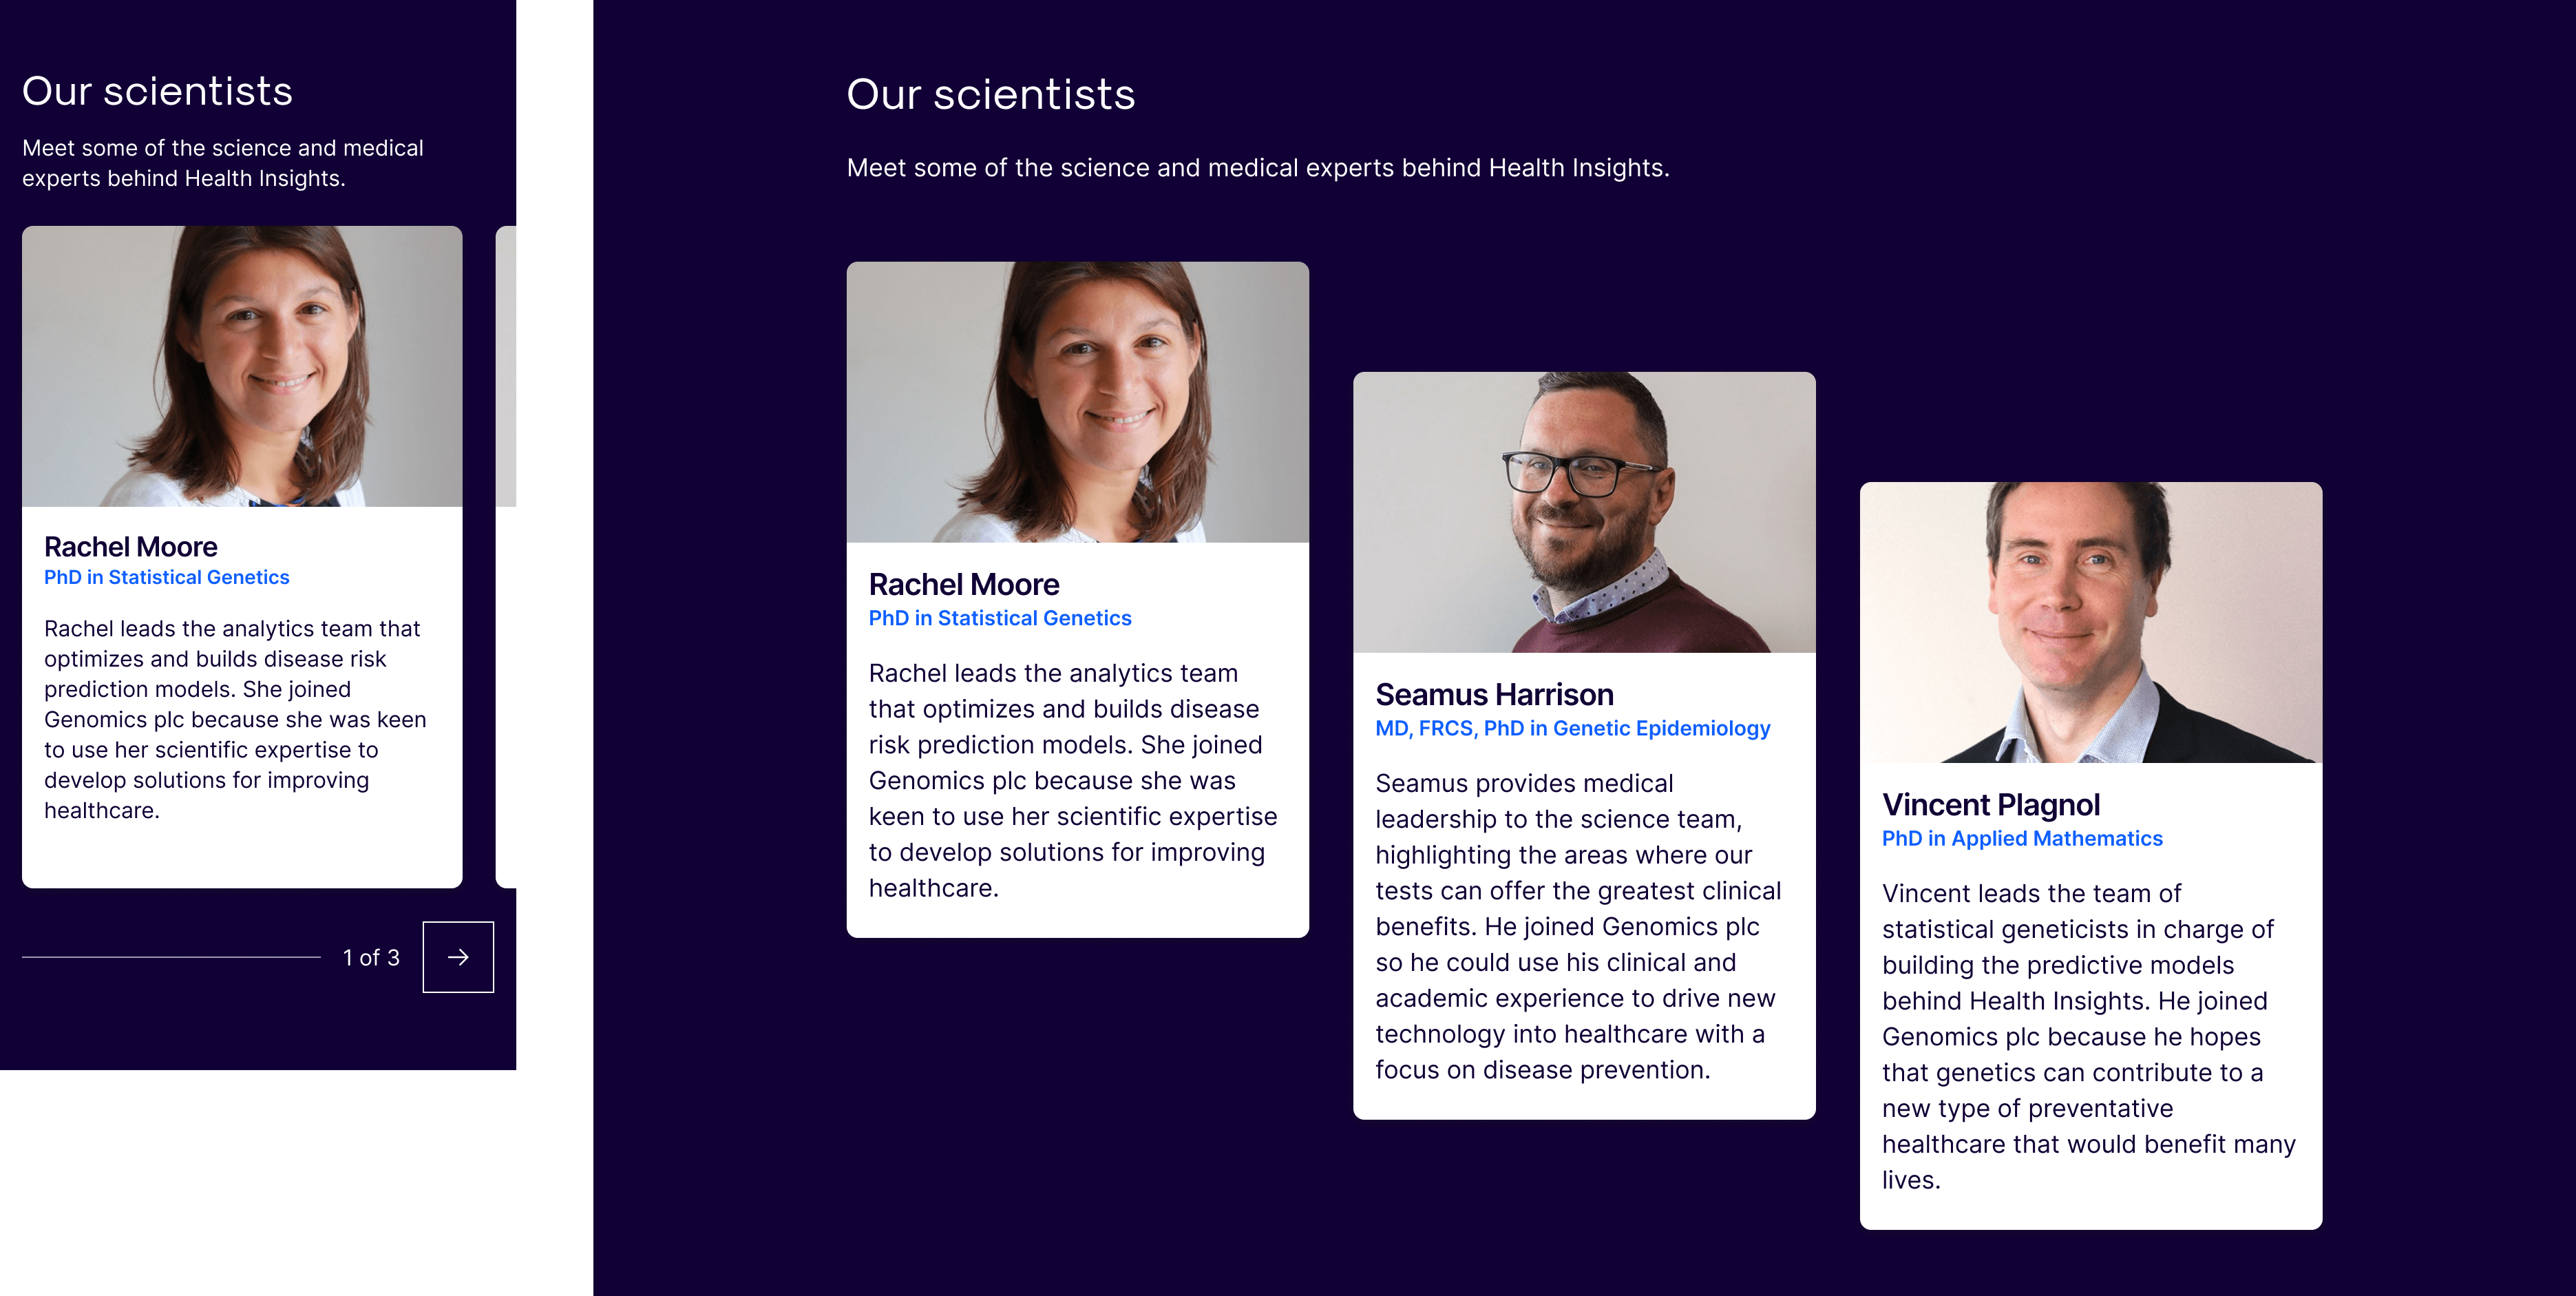 Our scientists
Meet some of the science and medical
experts behind Health Insights.
Rachel Moore
PhD in Statistical Genetics
Rachel leads the analytics team that
optimizes and builds disease risk
prediction models. She joined
Genomics plc because she was keen
to use her scientific expertise to
develop solutions for improving
healthcare.
1 of 3
Our scientists
Meet some of the science and medical experts behind Health Insights.
Rachel Moore
PhD in Statistical Genetics
Rachel leads the analytics team
that optimizes and builds disease
risk prediction models. She joined
Genomics plc because she was
keen to use her scientific expertise
to develop solutions for improving
healthcare.
Seamus Harrison
MD, FRCS, PhD in Genetic Epidemiology
Seamus provides medical
leadership to the science team,
highlighting the areas where our
tests can offer the greatest clinical
benefits. He joined Genomics plc
so he could use his clinical and
academic experience to drive new
technology into healthcare with a
focus on disease prevention.
Vincent Plagnol
PhD in Applied Mathematics
Vincent leads the team of
statistical geneticists in charge of
building the predictive models
behind Health Insights. He joined
Genomics plc because he hopes
that genetics can contribute to a
new type of preventative
healthcare that would benefit many
lives.